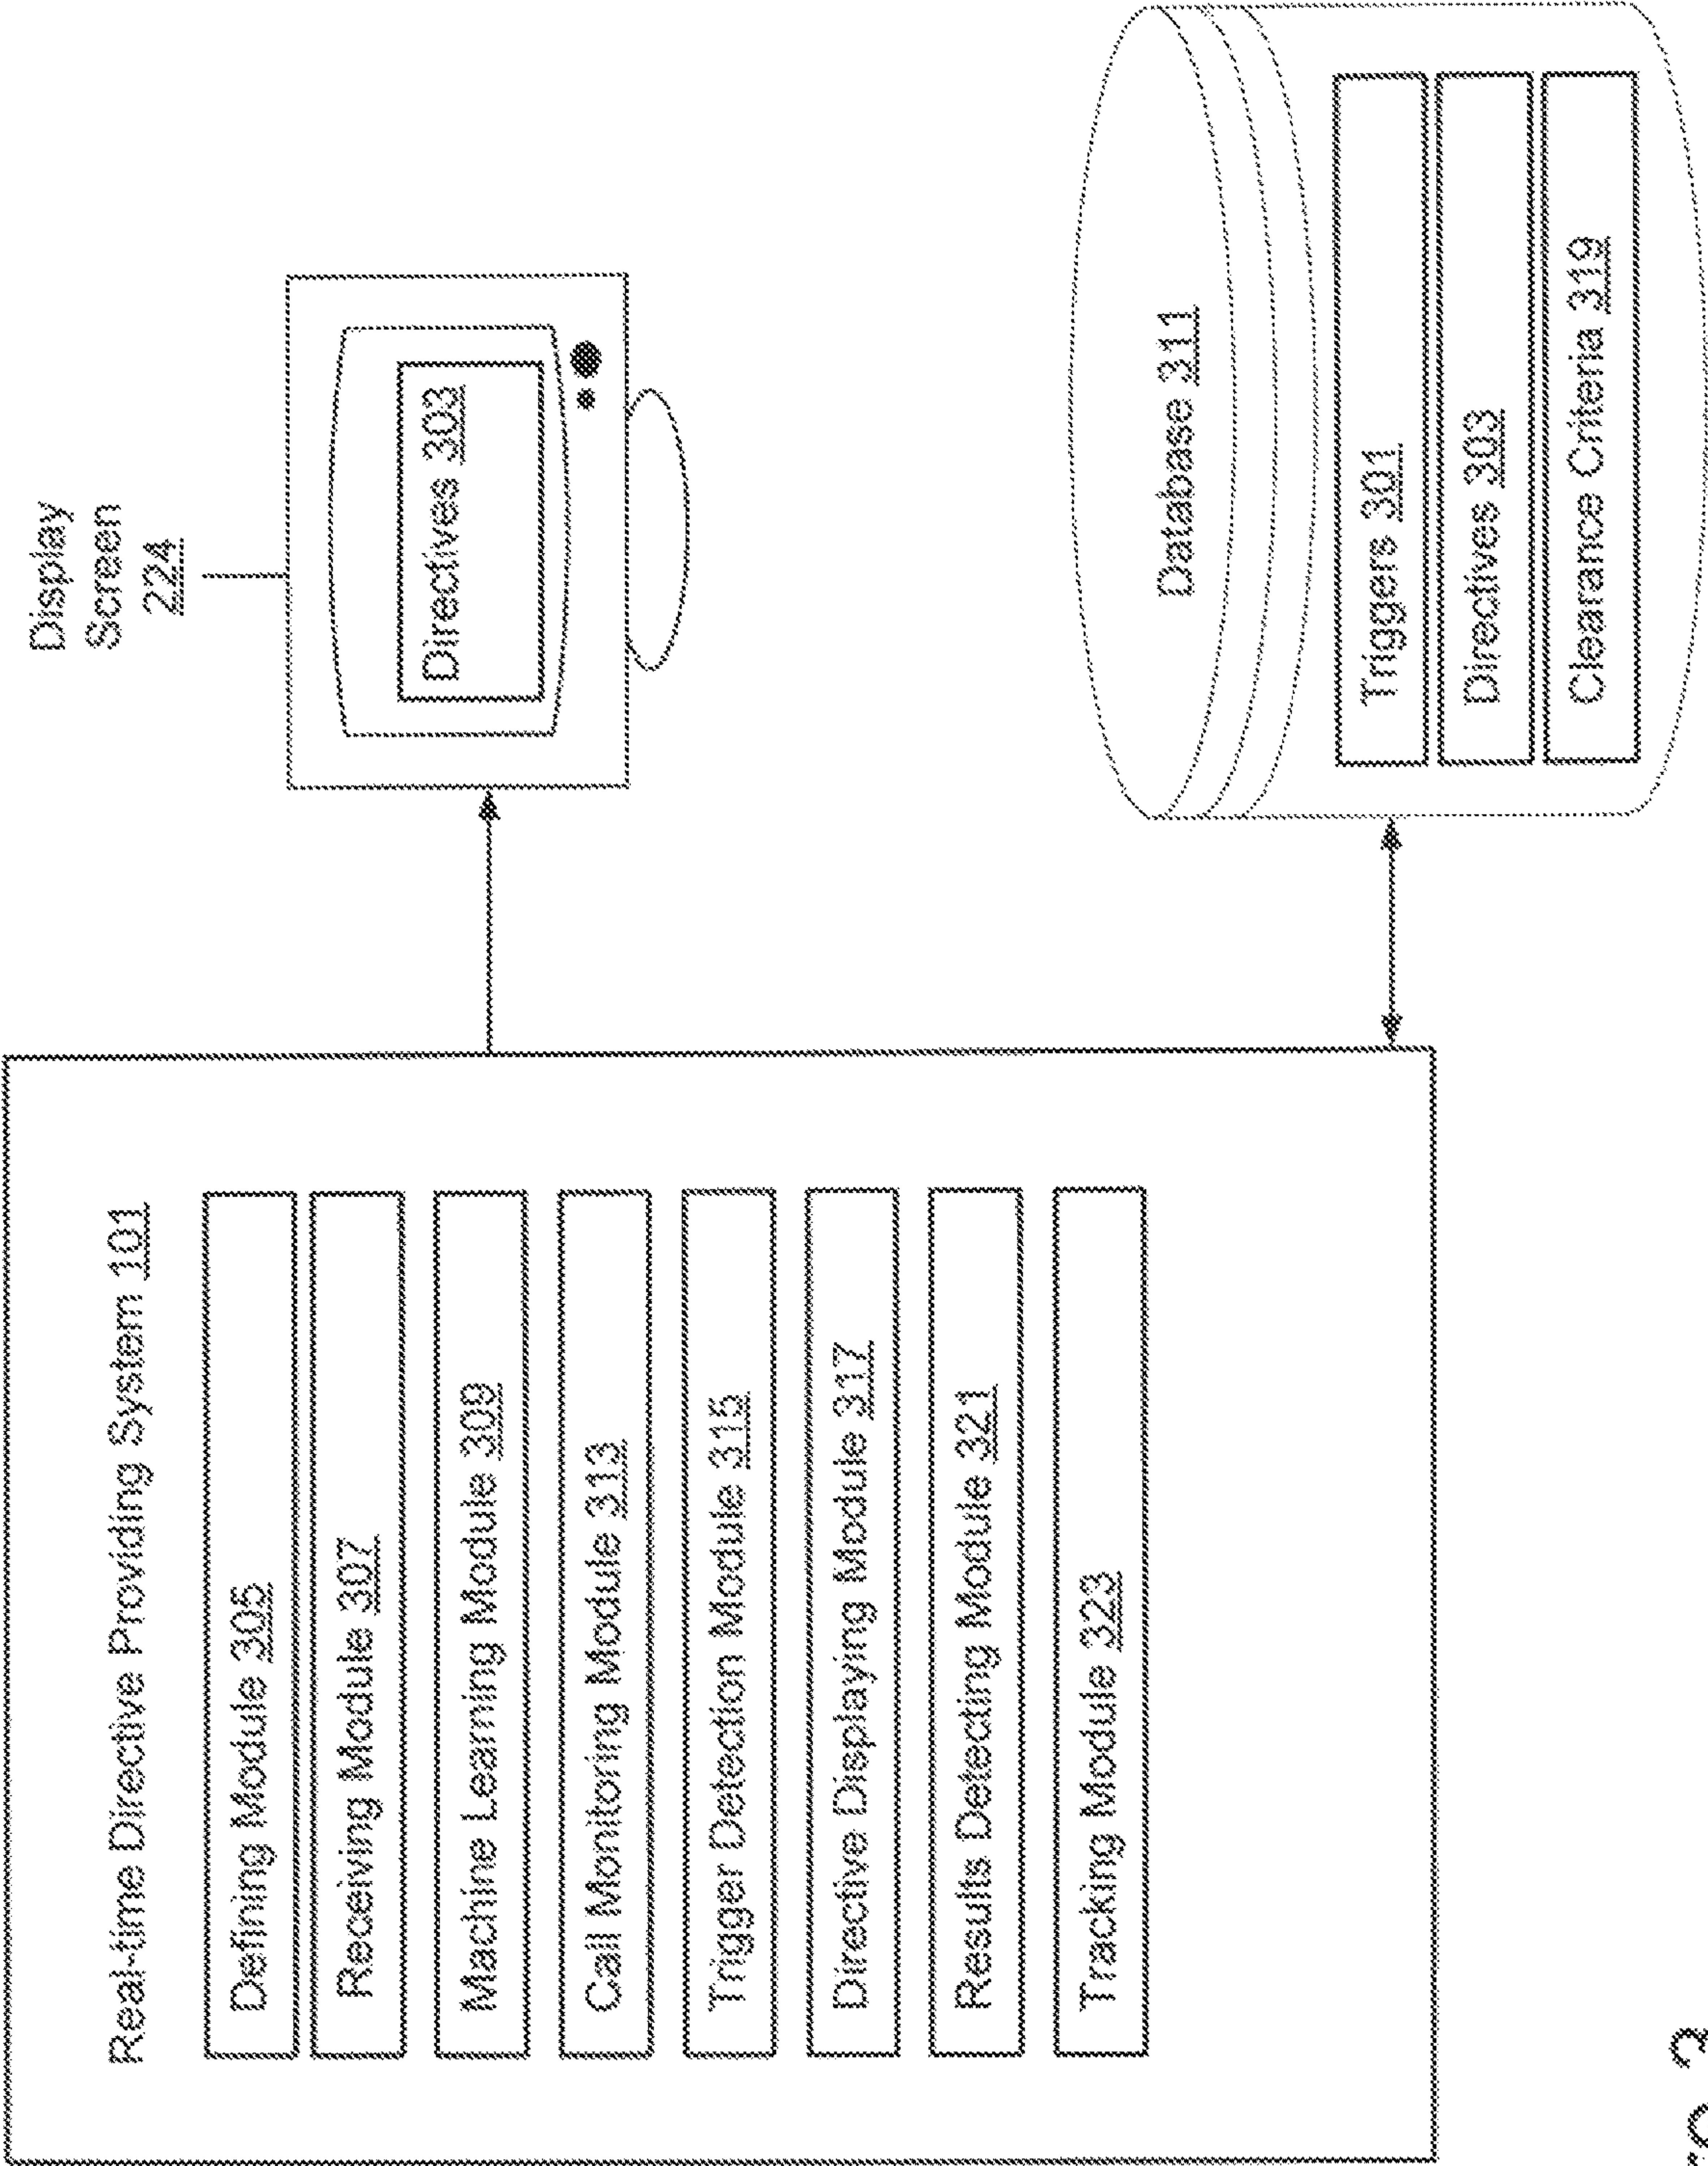 Real-time Directive Providing System 101
Defining Module 305
Receiving Module 307
Machine Learning Module 309
Call Monitoring Module 313
Trigger Detection Module 315
Directive Displaying Module 317
Results Detecting Module 321
Tracking Module 323
Display
Screen
224
Directives 303
Database 311
Triggers 301
Directives 303
Clearance Criteria 319